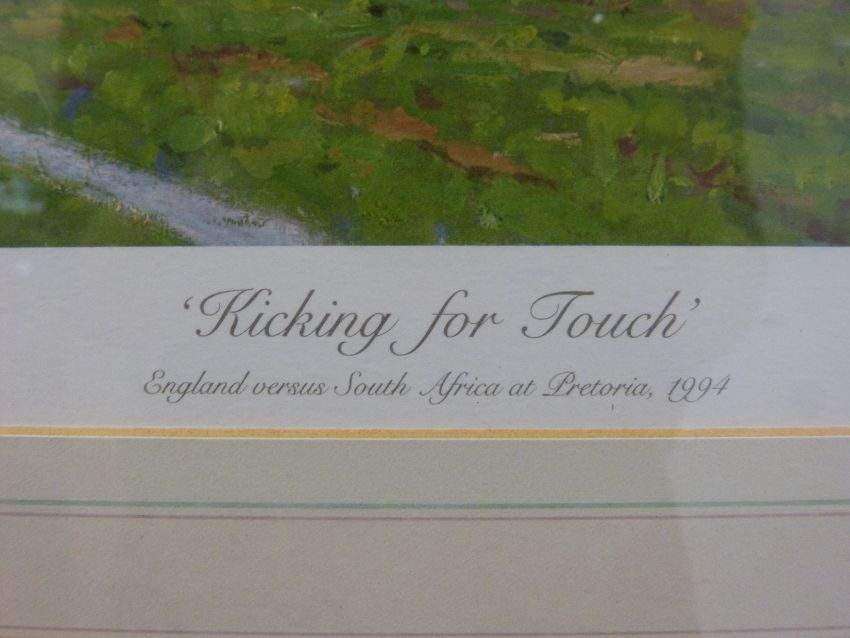 ‘Kicking for Touch’
England versus South Africa at Pretoria, 1994